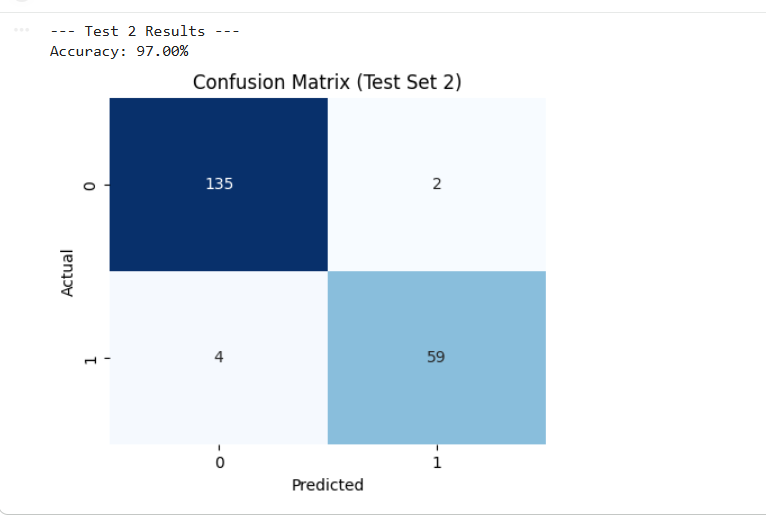 --- Test 2 Results ---
Accuracy: 97.00%
Confusion Matrix (Test Set 2)
0
135
2
Actual
1
4
59
0
1
Predicted